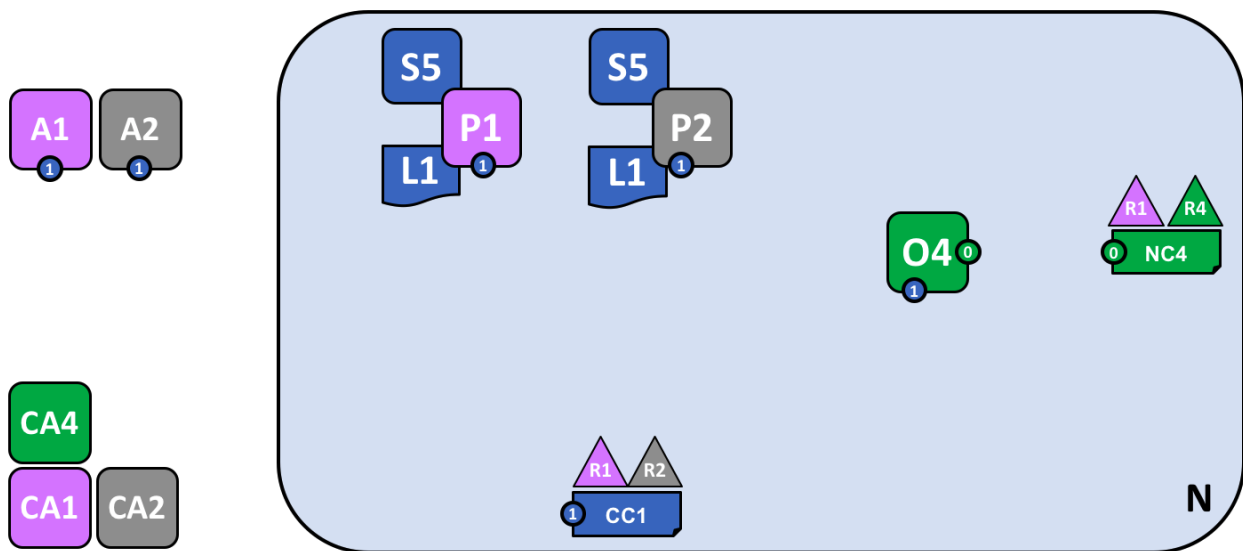 S5 S5
A1 A2 P1 P2
1 1 1 1
L1 L1
R1 R4
O4 0 0 NC4
1
CA4
R1 R2
CA1 CA2 N
1 CC1